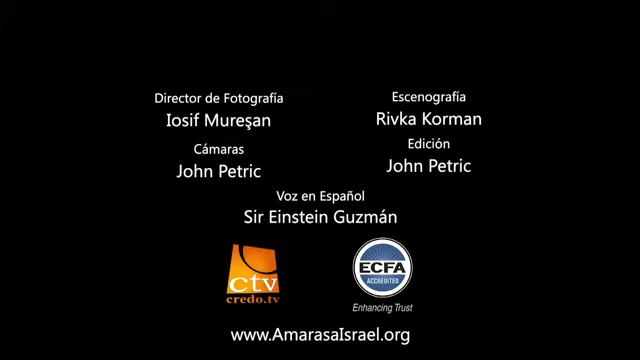 Director de Fotografía
Iosif Mureşan
Escenografía
Rivka Korman
Cámaras
John Petric
Edición
John Petric
Voz en Español
Sir Einstein Guzmán
ctv
credo.tv
ECFA
ACCREDITED
Enhancing Trust
www.AmarasaIsrael.org